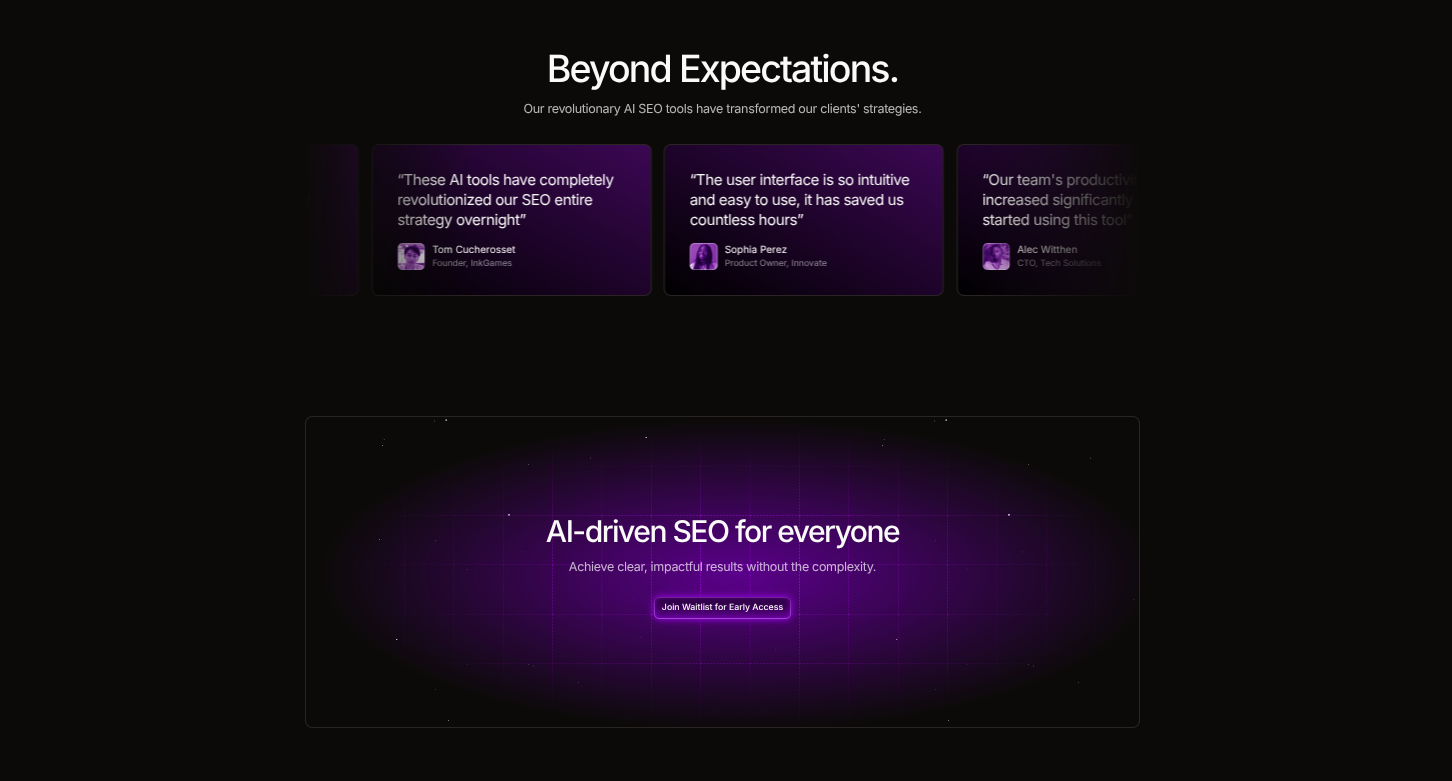 Beyond Expectations.
Our revolutionary AI SEO tools have transformed our clients' strategies.
“These AI tools have completely
revolutionized our SEO entire
strategy overnight”
Tom Cucherosset
Founder, InkGames
“The user interface is so intuitive
and easy to use, it has saved us
countless hours”
Sophia Perez
Product Owner, Innovate
“Our team's
increased significantly
started using this tool”
Alec Witthen
CTO, Tech Solutions
AI-driven SEO for everyone
Achieve clear, impactful results without the complexity.
Join Waitlist for Early Access